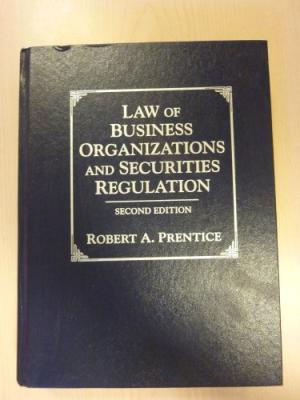 LAW OF
BUSINESS
ORGANIZATIONS
AND SECURITIES
REGULATION
SECOND EDITION
ROBERT A. PRENTICE